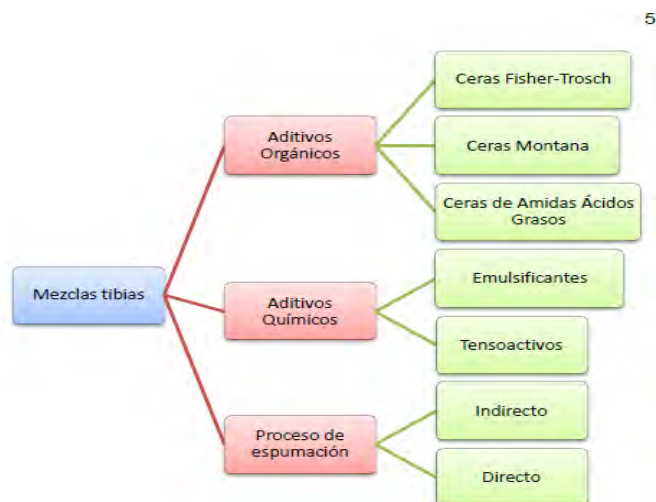 5
Ceras Fisher-Trosch
Aditivos
Orgánicos
Ceras Montana
Ceras de Amidas Ácidos
Grasos
Mezclas tibias
Emulsificantes
Aditivos
Químicos
Tensoactivos
Indirecto
Proceso de
espumación
Directo